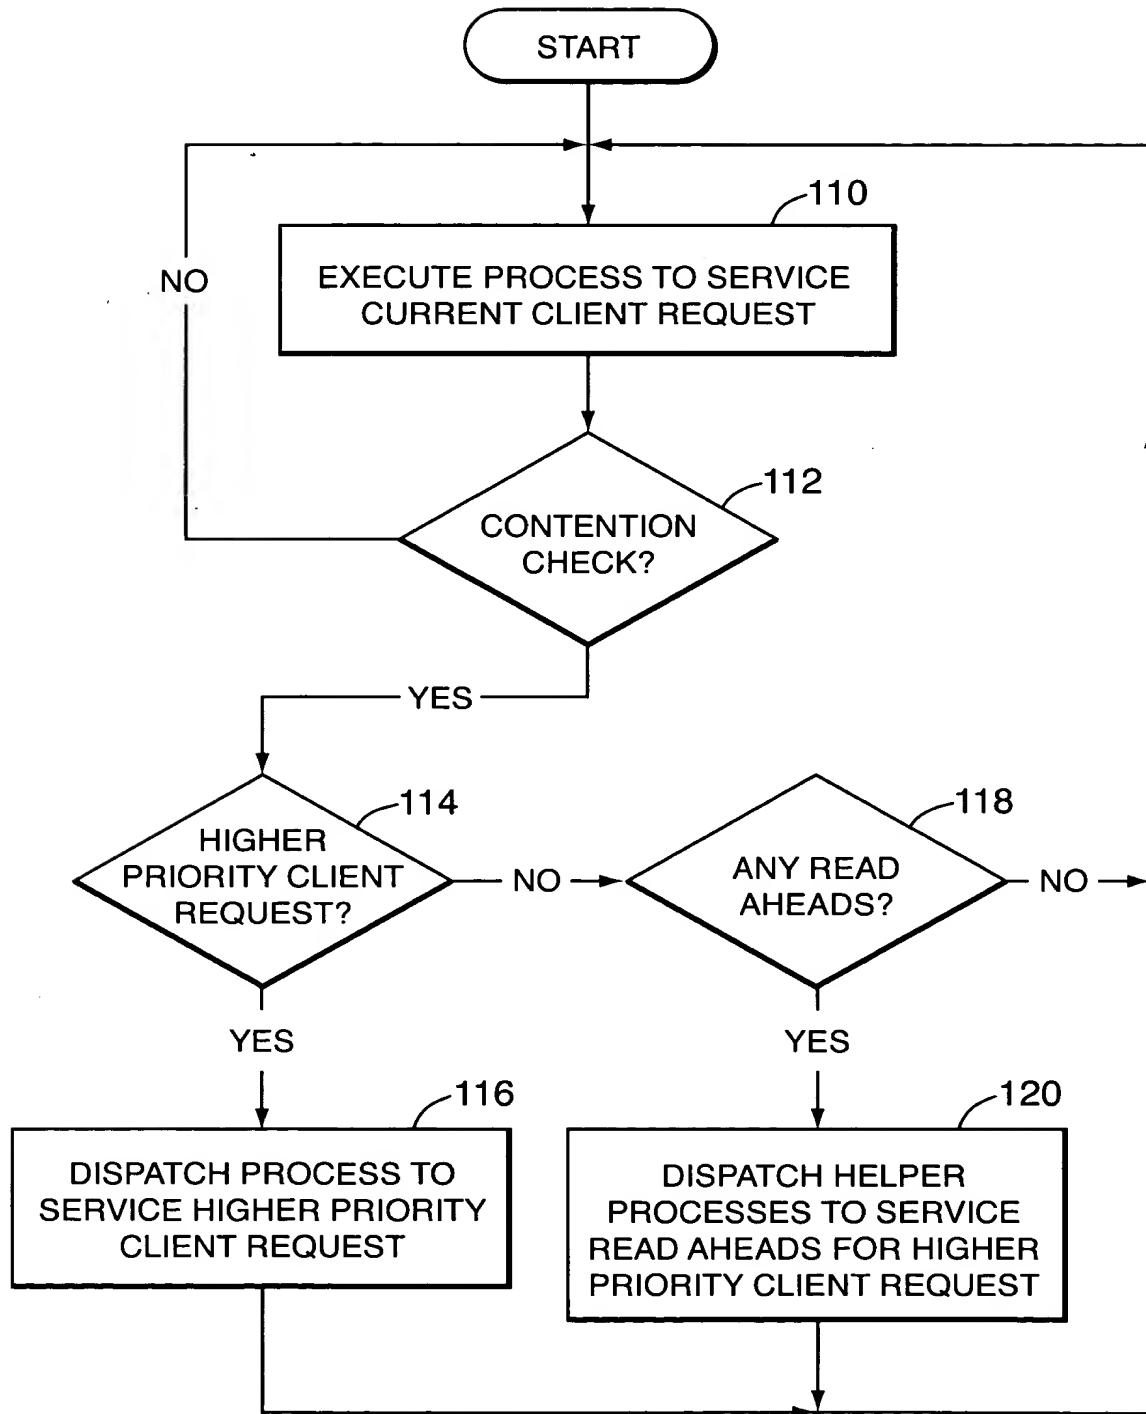 START
110
EXECUTE PROCESS TO SERVICE
CURRENT CLIENT REQUEST
NO
112
CONTENTION
CHECK?
YES
114
HIGHER
PRIORITY CLIENT
REQUEST?
NO
118
ANY READ
AHEADS?
NO
YES
YES
116
DISPATCH PROCESS TO
SERVICE HIGHER PRIORITY
CLIENT REQUEST
120
DISPATCH HELPER
PROCESSES TO SERVICE
READ AHEADS FOR HIGHER
PRIORITY CLIENT REQUEST